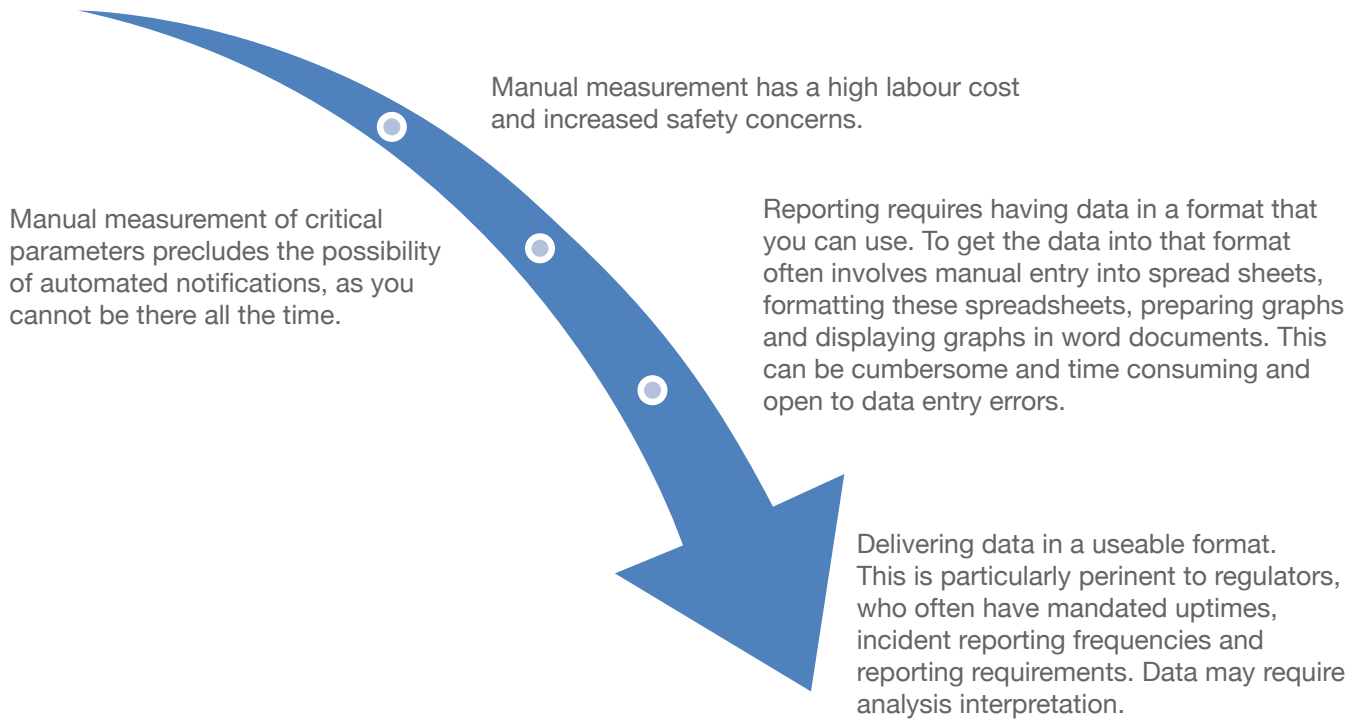 Manual measurement has a high labour cost
and increased safety concerns.
Manual measurement of critical
parameters precludes the possibility
of automated notifications, as you
cannot be there all the time.
Reporting requires having data in a format that
you can use. To get the data into that format
often involves manual entry into spread sheets,
formatting these spreadsheets, preparing graphs
and displaying graphs in word documents. This
can be cumbersome and time consuming and
open to data entry errors.
Delivering data in a useable format.
This is particularly perinent to regulators,
who often have mandated uptimes,
incident reporting frequencies and
reporting requirements. Data may require
analysis interpretation.